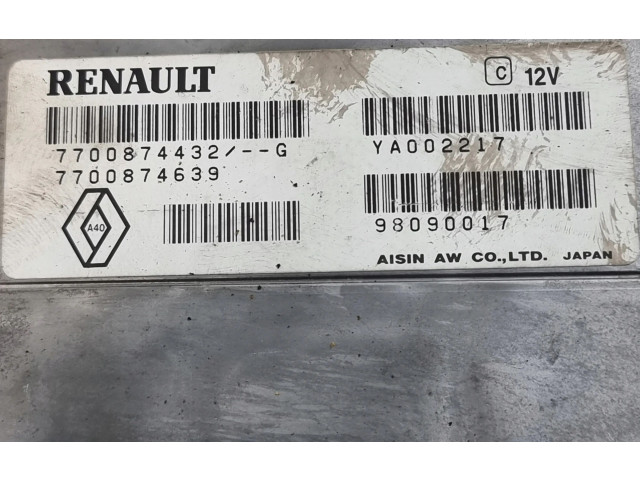 RENAULT
C 12V
7700874432/--G
7700874639
YA002217
A40
98090017
AISIN AW CO.,LTD. JAPAN